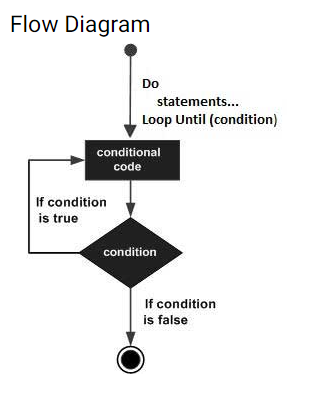 Flow Diagram
Do
statements...
Loop Until (condition)
conditional
code
If condition
is true
condition
If condition
is false